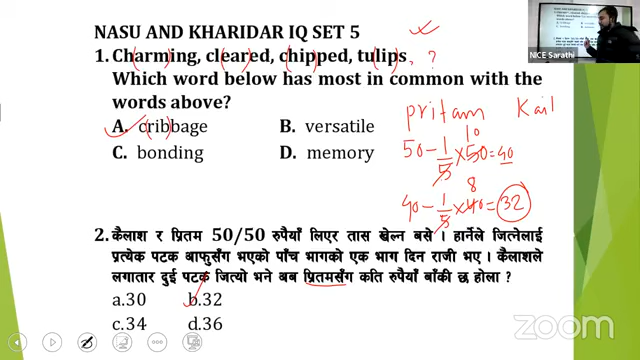 NASU AND KHARIDAR IQ SET 5
1. Charming, cleared, chipped, tulips, ?
Which word below has most in common with the
words above?
A. cribbage B. versatile
C. bonding D. memory
pritam Kail
50 - 1/5 × 50 = 40
10
40 - 1/5 × 40 = 32
8
2. कैलाश र प्रितम 50/50 रुपैयाँ लिएर तास खेल्न बसे । हार्नेले जित्नेलाई
प्रत्येक पटक आफुसँग भएको पाँच भागको एक भाग दिन राजी भए । कैलाशले
लगातार दुई पटक जित्यो भने अब प्रितमसँग कति रुपैयाँ बाँकी छ होला ?
a.30 b.32
c.34 d.36
NICE Sarathi
zoom